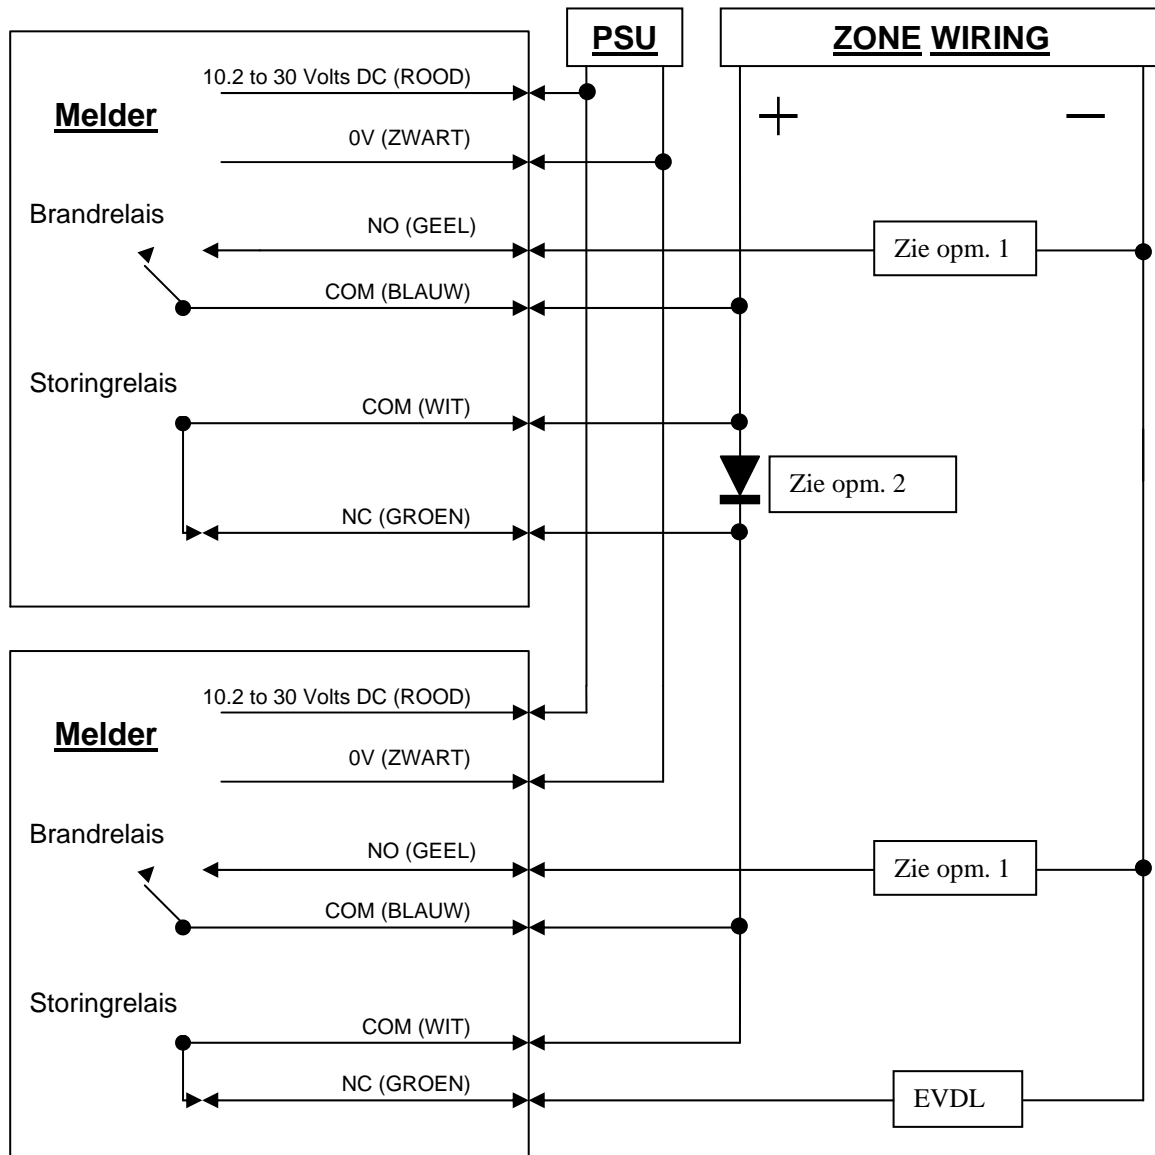 PSU
ZONE WIRING
10.2 to 30 Volts DC (ROOD)
Melder
+
—
0V (ZWART)
Brandrelais
NO (GEEL)
Zie opm. 1
COM (BLAUW)
Storingrelais
COM (WIT)
Zie opm. 2
NC (GROEN)
10.2 to 30 Volts DC (ROOD)
Melder
0V (ZWART)
Brandrelais
NO (GEEL)
Zie opm. 1
COM (BLAUW)
Storingrelais
COM (WIT)
NC (GROEN)
EVDL